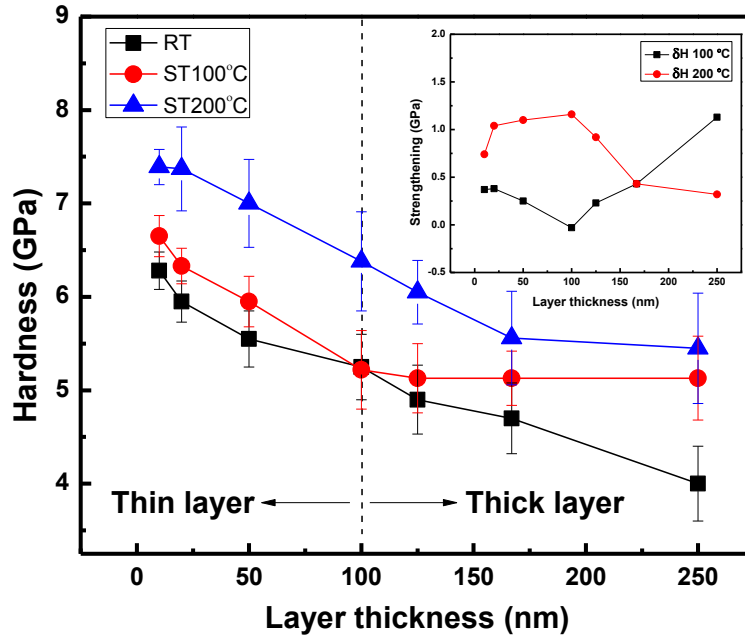 9
8
7
6
5
4
0
50
100
150
200
250
Hardness (GPa)
Layer thickness (nm)
RT
ST100°C
ST200°C
Thin layer
Thick layer
2.0
1.5
1.0
0.5
0.0
-0.5
0
50
100
150
200
250
Strengthening (GPa)
Layer thickness (nm)
δH 100 °C
δH 200 °C